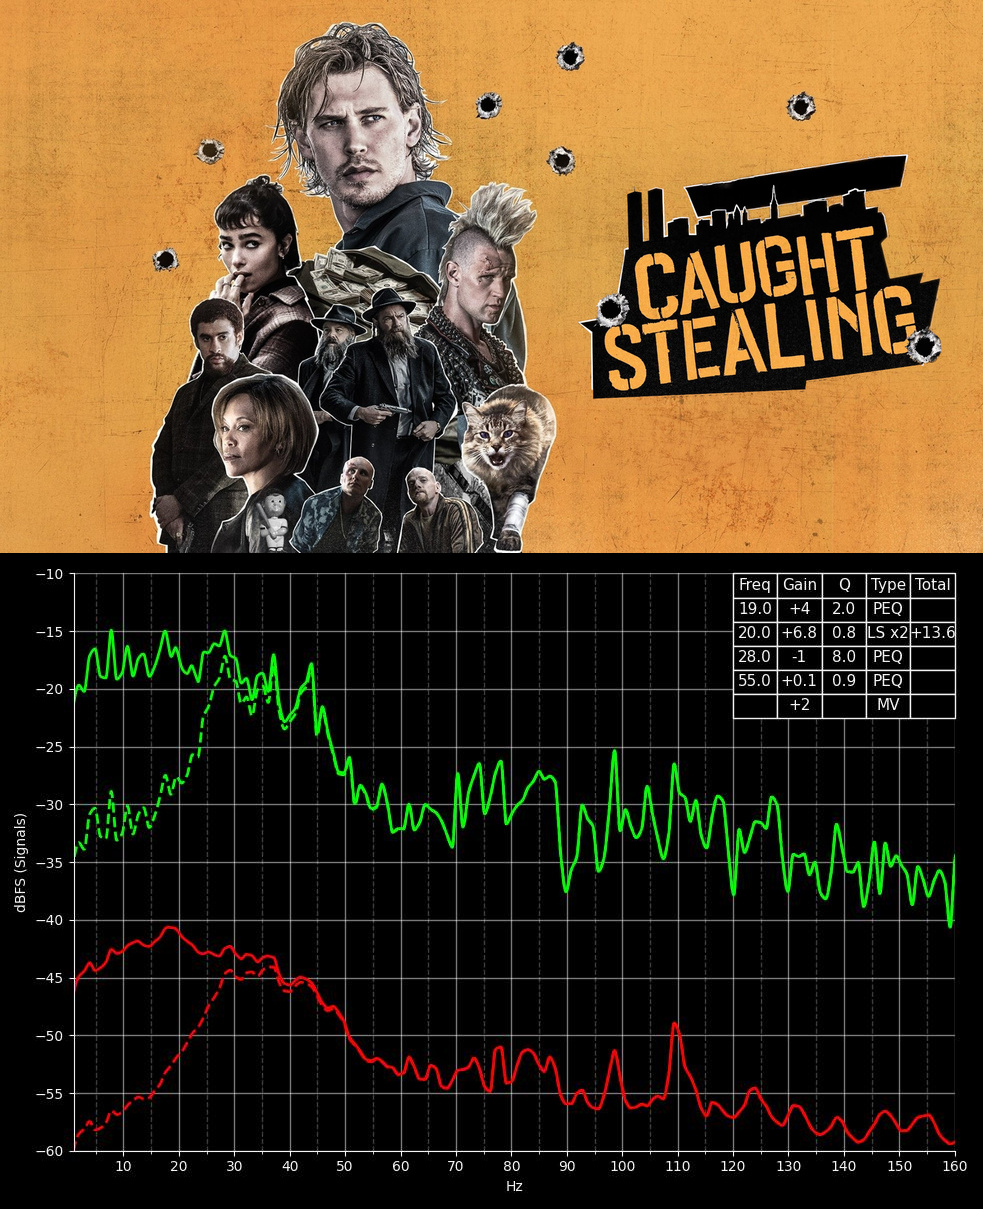 CAUGHT
STEALING
Freq Gain Q Type Total
19.0 +4 2.0 PEQ
20.0 +6.8 0.8 LS x2 +13.6
28.0 -1 8.0 PEQ
55.0 +0.1 0.9 PEQ
+2 MV
−10
−15
−20
−25
−30
−35
−40
−45
−50
−55
−60
dBFS (Signals)
10 20 30 40 50 60 70 80 90 100 110 120 130 140 150 160
Hz